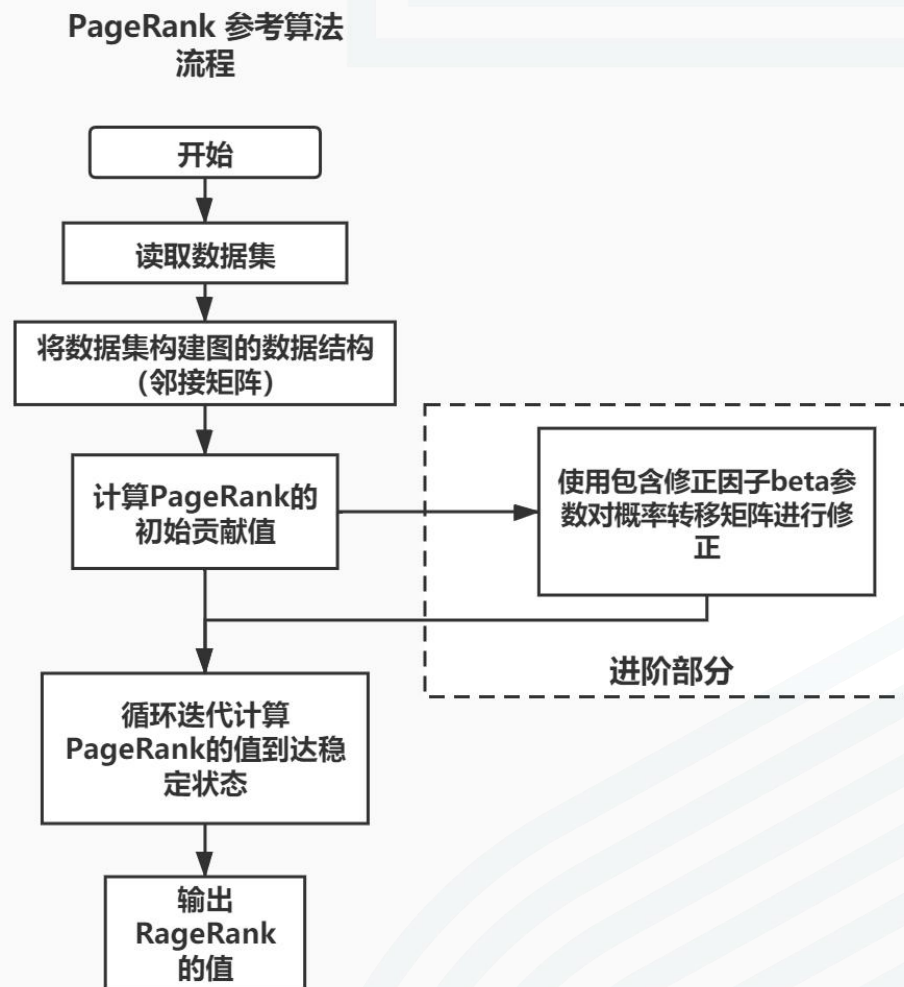 PageRank 参考算法
流程
开始
读取数据集
将数据集构建图的数据结构
（邻接矩阵）
计算PageRank的
初始贡献值
使用包含修正因子beta参
数对概率转移矩阵进行修
正
进阶部分
循环迭代计算
PageRank的值到达稳
定状态
输出
RageRank
的值